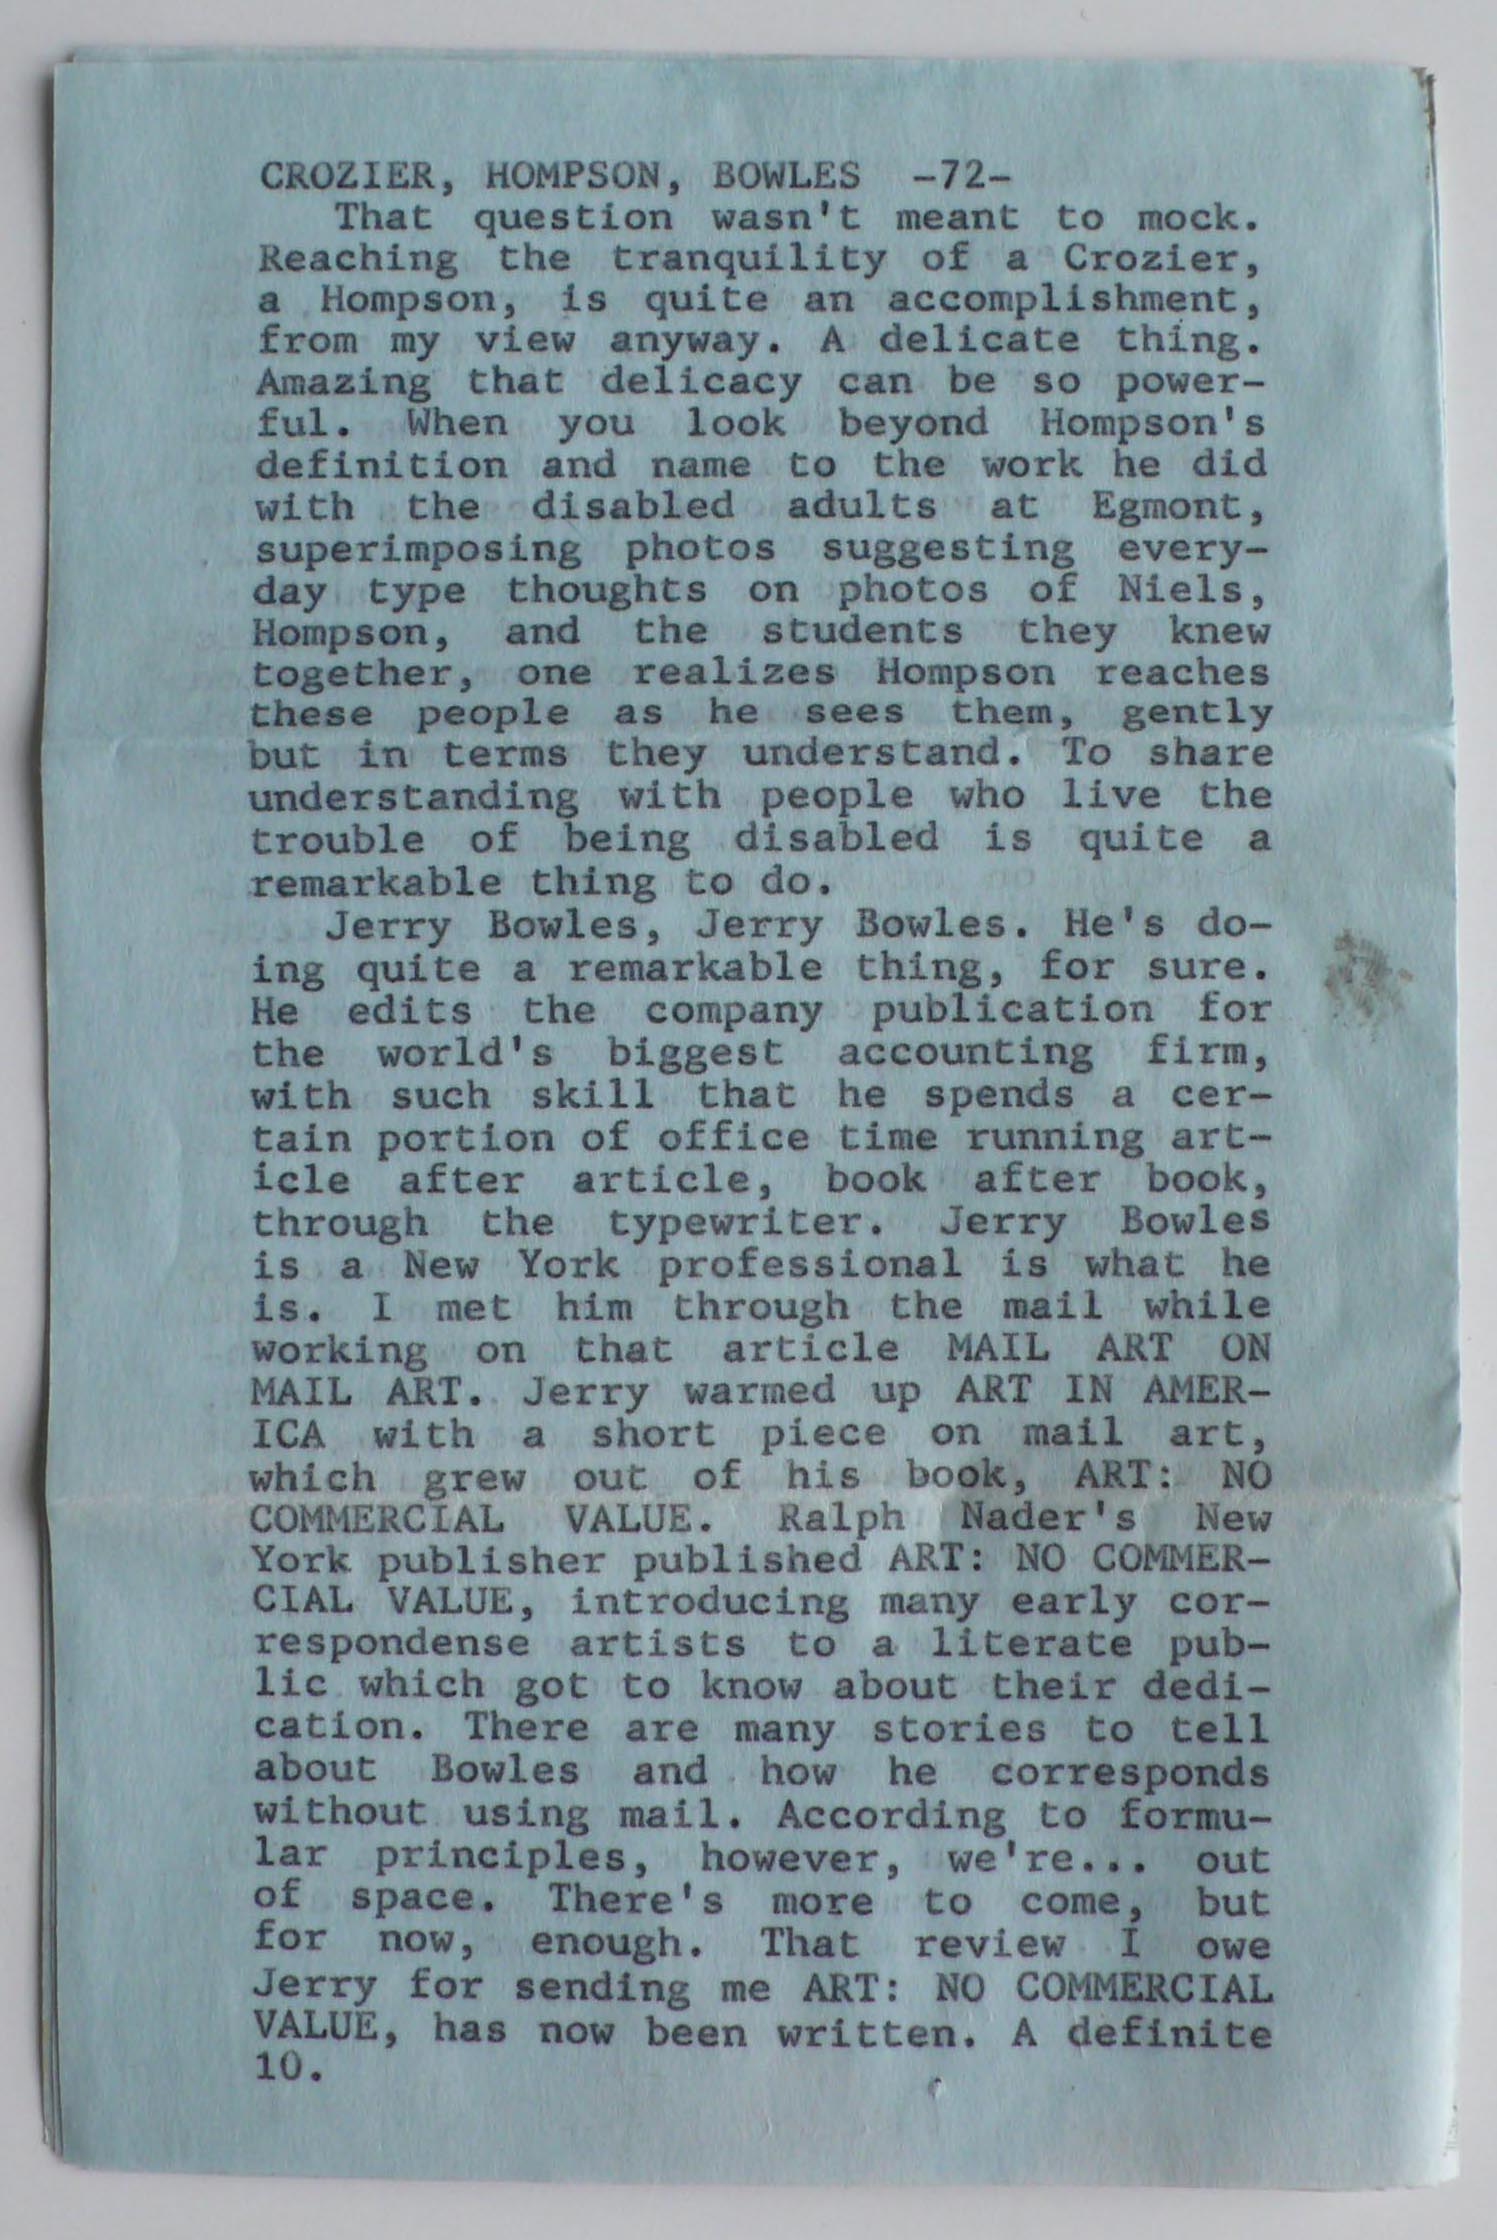 CROZIER, HOMPSON, BOWLES -72-
That question wasn't meant to mock.
Reaching the tranquility of a Crozier,
a Hompson, is quite an accomplishment,
from my view anyway. A delicate thing.
Amazing that delicacy can be so power-
ful. When you look beyond Hompson's
definition and name to the work he did
with the disabled adults at Egmont,
superimposing photos suggesting every-
day type thoughts on photos of Niels,
Hompson, and the students they knew
together, one realizes Hompson reaches
these people as he sees them, gently
but in terms they understand. To share
understanding with people who live the
trouble of being disabled is quite a
remarkable thing to do.
Jerry Bowles, Jerry Bowles. He's do-
ing quite a remarkable thing, for sure.
He edits the company publication for
the world's biggest accounting firm,
with such skill that he spends a cer-
tain portion of office time running art-
icle after article, book after book,
through the typewriter. Jerry Bowles
is a New York professional is what he
is. I met him through the mail while
working on that article MAIL ART ON
MAIL ART. Jerry warmed up ART IN AMER-
ICA with a short piece on mail art,
which grew out of his book, ART: NO
COMMERCIAL VALUE. Ralph Nader's New
York publisher published ART: NO COMMER-
CIAL VALUE, introducing many early cor-
respondense artists to a literate pub-
lic which got to know about their dedi-
cation. There are many stories to tell
about Bowles and how he corresponds
without using mail. According to formu-
lar principles, however, we're... out
of space. There's more to come, but
for now, enough. That review I owe
Jerry for sending me ART: NO COMMERCIAL
VALUE, has now been written. A definite
10.